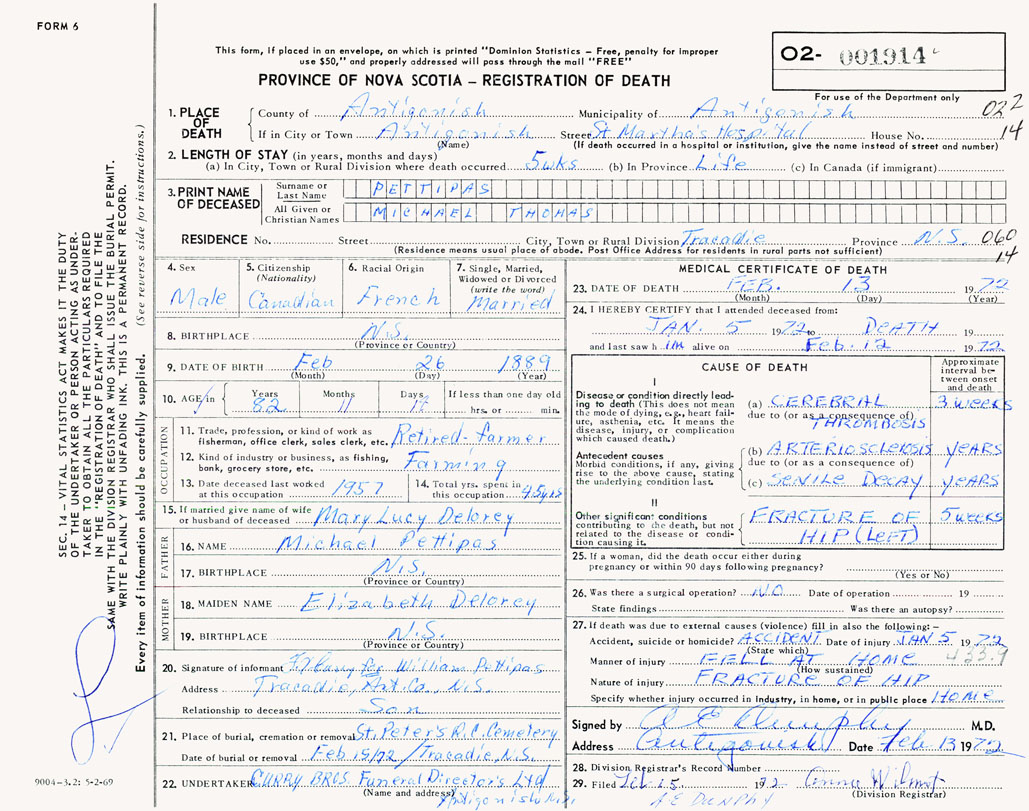 FORM 6
This form, if placed in an envelope, on which is printed "Dominion Statistics – Free, penalty for improper
use $50," and properly addressed will pass through the mail "FREE"
PROVINCE OF NOVA SCOTIA – REGISTRATION OF DEATH
02- 001914
For use of the Department only
022
14
1. PLACE OF DEATH
County of Antigonish Municipality of Antigonish
If in City or Town Antigonish Street St Martha's Hospital House No.
(Name) (If death occurred in a hospital or institution, give the name instead of street and number)
2. LENGTH OF STAY (in years, months and days)
(a) In City, Town or Rural Division where death occurred 5 wks (b) In Province Life (c) In Canada (if immigrant)
3. PRINT NAME OF DECEASED
Surname or Last Name PETTIPAS
All Given or Christian Names MICHAEL THOMAS
RESIDENCE No. Street City, Town or Rural Division Tracadie Province N.S. 060
14
(Residence means usual place of abode. Post Office Address for residents in rural parts not sufficient)
4. Sex
Male
5. Citizenship
(Nationality)
Canadian
6. Racial Origin
French
7. Single, Married,
Widowed or Divorced
(write the word)
Married
8. BIRTHPLACE N.S.
(Province or Country)
9. DATE OF BIRTH Feb 26 1889
(Month) (Day) (Year)
10. AGE in
Years Months Days If less than one day old
82 11 hrs. or min.
OCCUPATION
11. Trade, profession, or kind of work as
fisherman, office clerk, sales clerk, etc. Retired-farmer
12. Kind of industry or business, as fishing,
bank, grocery store, etc. Farming
13. Date deceased last worked
at this occupation 1957
14. Total yrs. spent in
this occupation 45 yrs
15. If married give name of wife
or husband of deceased Mary Lucy Delorey
FATHER
16. NAME Michael Pettipas
17. BIRTHPLACE N.S.
(Province or Country)
MOTHER
18. MAIDEN NAME Elizabeth Delorey
19. BIRTHPLACE N.S.
(Province or Country)
20. Signature of informant per William Pettipas
Address Tracadie, Ant. Co., N.S.
Relationship to deceased Son
21. Place of burial, cremation or removal St. Peter's R.C. Cemetery
Date of burial or removal Feb 15/72 / Tracadie, N.S.
22. UNDERTAKER CURRY BROS. Funeral Director's Ltd
(Name and address) Antigonish N.S.
MEDICAL CERTIFICATE OF DEATH
23. DATE OF DEATH FEB. 13 1972
(Month) (Day) (Year)
24. I HEREBY CERTIFY that I attended deceased from:
JAN. 5 1972 to DEATH 19
and last saw him alive on Feb. 12 1972
CAUSE OF DEATH
Approximate interval between onset and death
I
Disease or condition directly leading to death (This does not mean the mode of dying, e.g., heart failure, asthenia, etc. It means the disease, injury, or complication which caused death.)
(a) CEREBRAL 3 weeks
due to (or as a consequence of)
THROMBOSIS
Antecedent causes
Morbid conditions, if any, giving rise to the above cause, stating the underlying condition last.
(b) ARTERIOSCLEROSIS years
due to (or as a consequence of)
(c) SENILE DECAY years
II
Other significant conditions
contributing to the death, but not related to the disease or condition causing it.
FRACTURE OF 5 weeks
HIP (LEFT)
25. If a woman, did the death occur either during
pregnancy or within 90 days following pregnancy?
(Yes or No)
26. Was there a surgical operation? NO Date of operation 19
State findings Was there an autopsy?
27. If death was due to external causes (violence) fill in also the following: –
Accident, suicide or homicide? ACCIDENT Date of injury JAN 5 1972
(State which)
433.9
Manner of injury FELL AT HOME
(How sustained)
Nature of injury FRACTURE OF HIP
Specify whether injury occurred in industry, in home, or in public place HOME
Signed by A E Dunphy M.D.
Address Antigonish Date Feb 13 1972
28. Division Registrar's Record Number
29. Filed Feb 15 1972 Anna Wilmot
(Division Registrar)
A E DUNPHY
SEC. 14 – VITAL STATISTICS ACT MAKES IT THE DUTY
OF THE UNDERTAKER OR PERSON ACTING AS UNDERTAKER
TO OBTAIN ALL THE PARTICULARS REQUIRED
IN THE "REGISTRATION OF DEATH" AND FILE THE
SAME WITH THE DIVISION REGISTRAR WHO SHALL ISSUE THE BURIAL PERMIT.
WRITE PLAINLY WITH UNFADING INK. THIS IS A PERMANENT RECORD.
Every item of information should be carefully supplied. (See reverse side for instructions.)
9004-3.2: 5-2-69